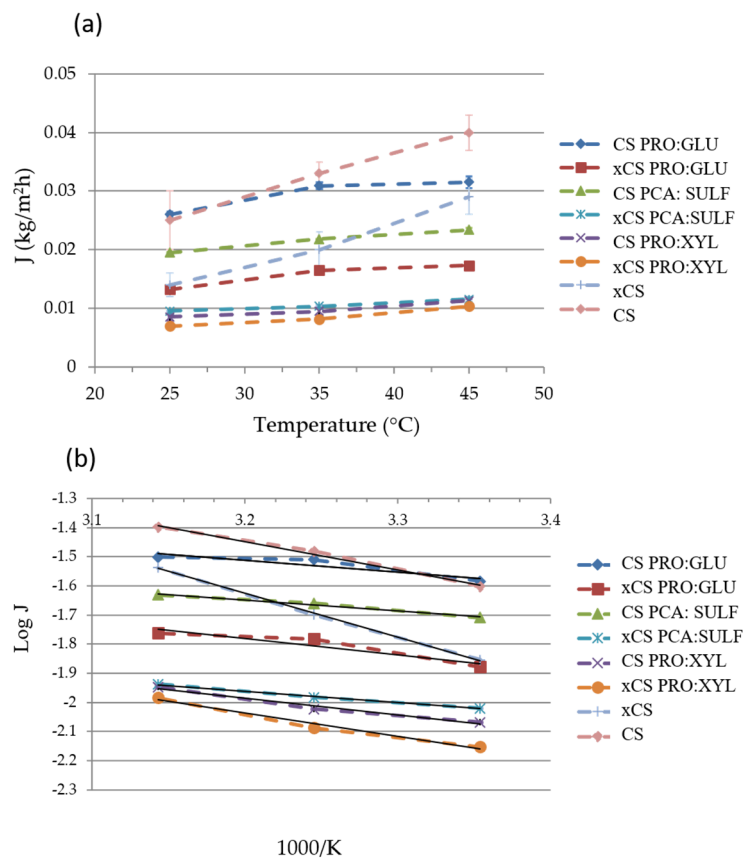 (a)
0.05
0.04
0.03
0.02
0.01
0
J (kg/m²h)
20 25 30 35 40 45 50
Temperature (°C)
CS PRO:GLU
xCS PRO:GLU
CS PCA: SULF
xCS PCA:SULF
CS PRO:XYL
xCS PRO:XYL
xCS
CS
(b)
-1.3
-1.4
-1.5
-1.6
-1.7
-1.8
-1.9
-2
-2.1
-2.2
-2.3
Log J
3.1 3.2 3.3 3.4
1000/K
CS PRO:GLU
xCS PRO:GLU
CS PCA: SULF
xCS PCA:SULF
CS PRO:XYL
xCS PRO:XYL
xCS
CS